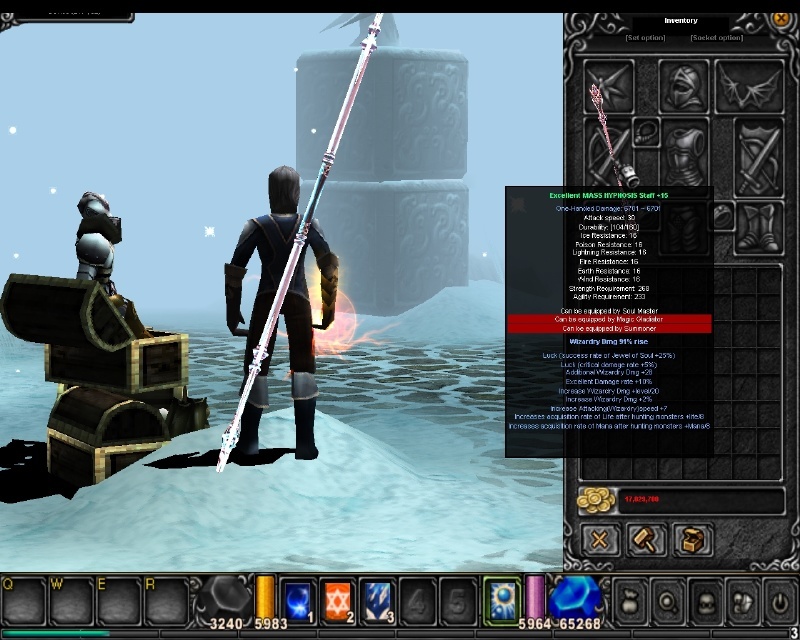 Inventory
[Set option] [Socket option]
Excellent MASS HYPNOSIS Staff +15
One-Handed Damage: 6701 ~ 6701
Attack speed: 30
Durability: [104/160]
Ice Resistance: 16
Poison Resistance: 16
Lightning Resistance: 16
Fire Resistance: 16
Earth Resistance: 16
Wind Resistance: 16
Strength Requirement: 268
Agility Requirement: 233
Can be equipped by Soul Master
Can be equipped by Magic Gladiator
Can be equipped by Summoner
Wizardry Dmg 91% rise
Luck (success rate of Jewel of Soul +25%)
Luck (critical damage rate +5%)
Additional Wizardry Dmg +28
Excellent Damage rate +10%
Increase Wizardry Dmg +level/20
Increase Wizardry Dmg +2%
Increase Attacking(Wizardry)speed +7
Increases acquisition rate of Life after hunting monsters +life/8
Increases acquisition rate of Mana after hunting monsters +Mana/8
Q W E R
3240 5983 1 2 3 4 5 5964 65268
3